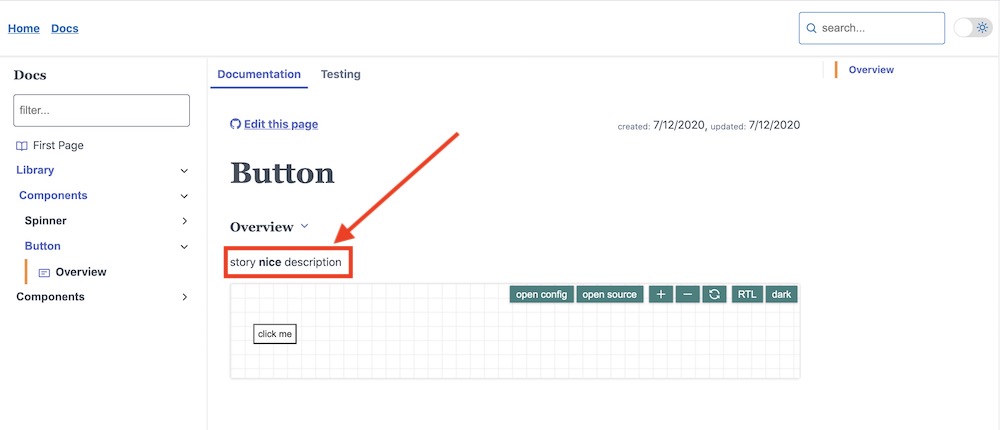 Home Docs search...
Docs
filter...
First Page
Library
Components
Spinner
Button
Overview
Components
Documentation Testing
Edit this page created: 7/12/2020, updated: 7/12/2020
Button
Overview
story nice description
open config open source + − RTL dark
click me
Overview